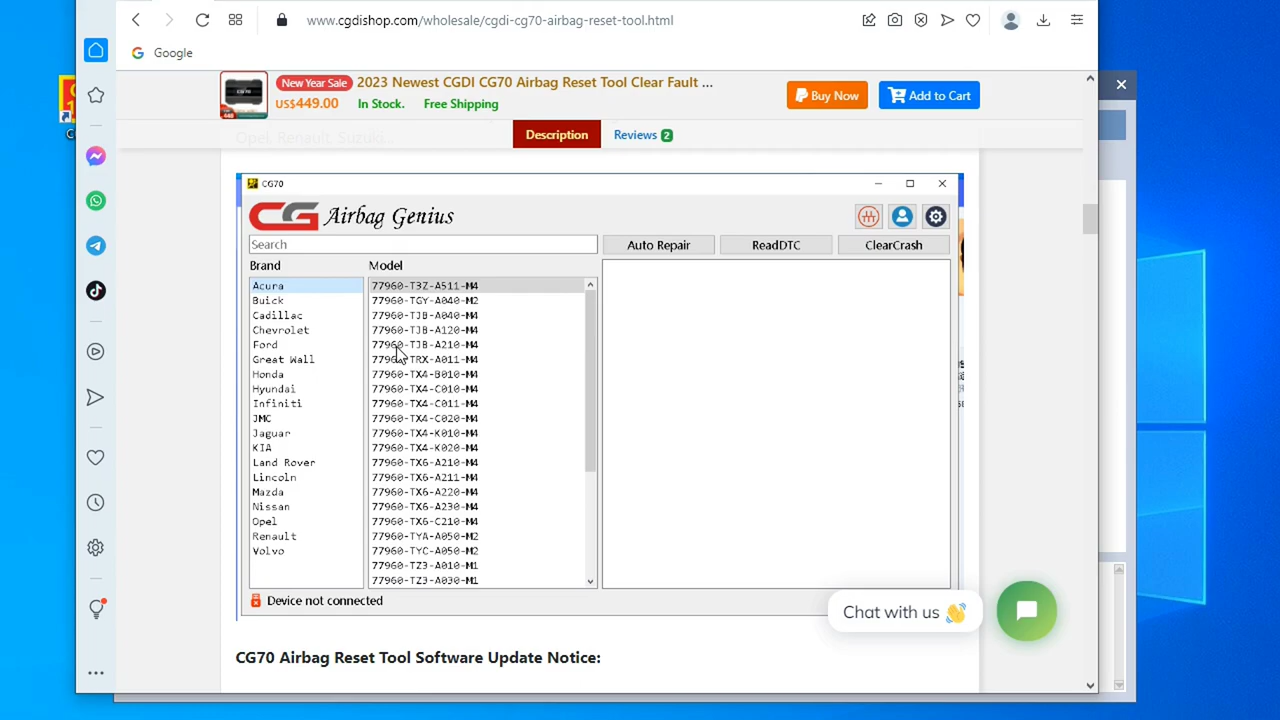 www.cgdishop.com/wholesale/cgdi-cg70-airbag-reset-tool.html
Google
New Year Sale 2023 Newest CGDI CG70 Airbag Reset Tool Clear Fault ...
US$449.00 In Stock. Free Shipping
Buy Now
Add to Cart
Opel, Renault, Suzuki...
Description
Reviews 2
CG70
CG Airbag Genius
Search
Auto Repair
ReadDTC
ClearCrash
Brand
Model
Acura
Buick
Cadillac
Chevrolet
Ford
Great Wall
Honda
Hyundai
Infiniti
JMC
Jaguar
KIA
Land Rover
Lincoln
Mazda
Nissan
Opel
Renault
Volvo
77960-T3Z-A511-M4
77960-TGY-A040-M2
77960-TJB-A040-M4
77960-TJB-A120-M4
77960-TJB-A210-M4
77960-TRX-A011-M4
77960-TX4-B010-M4
77960-TX4-C010-M4
77960-TX4-C011-M4
77960-TX4-C020-M4
77960-TX4-K010-M4
77960-TX4-K020-M4
77960-TX6-A210-M4
77960-TX6-A211-M4
77960-TX6-A220-M4
77960-TX6-A230-M4
77960-TX6-C210-M4
77960-TYA-A050-M2
77960-TYC-A050-M2
77960-TZ3-A010-M1
77960-TZ3-A030-M1
Device not connected
Chat with us
CG70 Airbag Reset Tool Software Update Notice: